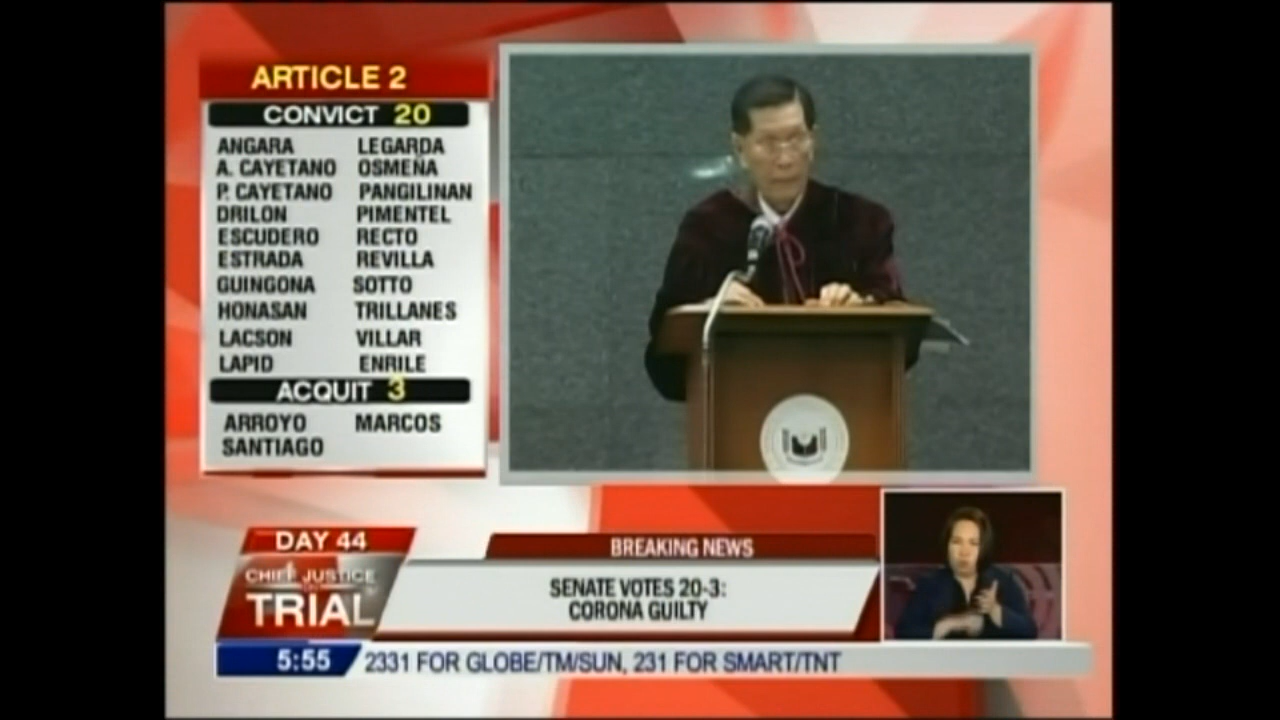 ARTICLE 2
CONVICT 20
ANGARA LEGARDA
A. CAYETANO OSMEÑA
P. CAYETANO PANGILINAN
DRILON PIMENTEL
ESCUDERO RECTO
ESTRADA REVILLA
GUINGONA SOTTO
HONASAN TRILLANES
LACSON VILLAR
LAPID ENRILE
ACQUIT 3
ARROYO MARCOS
SANTIAGO
DAY 44
CHIEF JUSTICE
TRIAL
BREAKING NEWS
SENATE VOTES 20-3:
CORONA GUILTY
5:55 2331 FOR GLOBE/TM/SUN, 231 FOR SMART/TNT